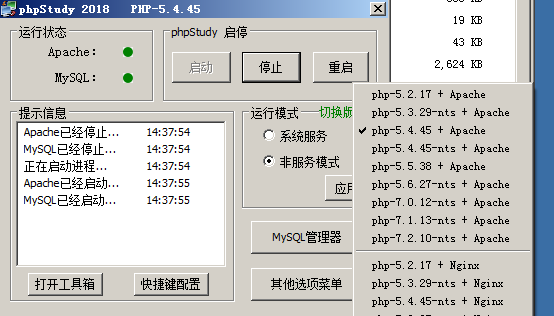 phpStudy 2018 PHP-5.4.45
运行状态
Apache:
MySQL:
phpStudy 启停
启动 停止 重启
19 KB
43 KB
2,624 KB
提示信息
Apache已经停止... 14:37:54
MySQL已经停止... 14:37:54
正在启动进程... 14:37:54
Apache已经启动... 14:37:55
MySQL已经启动... 14:37:55
打开工具箱 快捷键配置
运行模式 切换版
系统服务
非服务模式
应用
MySQL管理器
其他选项菜单
php-5.2.17 + Apache
php-5.3.29-nts + Apache
php-5.4.45 + Apache
php-5.4.45-nts + Apache
php-5.5.38 + Apache
php-5.6.27-nts + Apache
php-7.0.12-nts + Apache
php-7.1.13-nts + Apache
php-7.2.10-nts + Apache
php-5.2.17 + Nginx
php-5.3.29-nts + Nginx
php-5.4.45-nts + Nginx